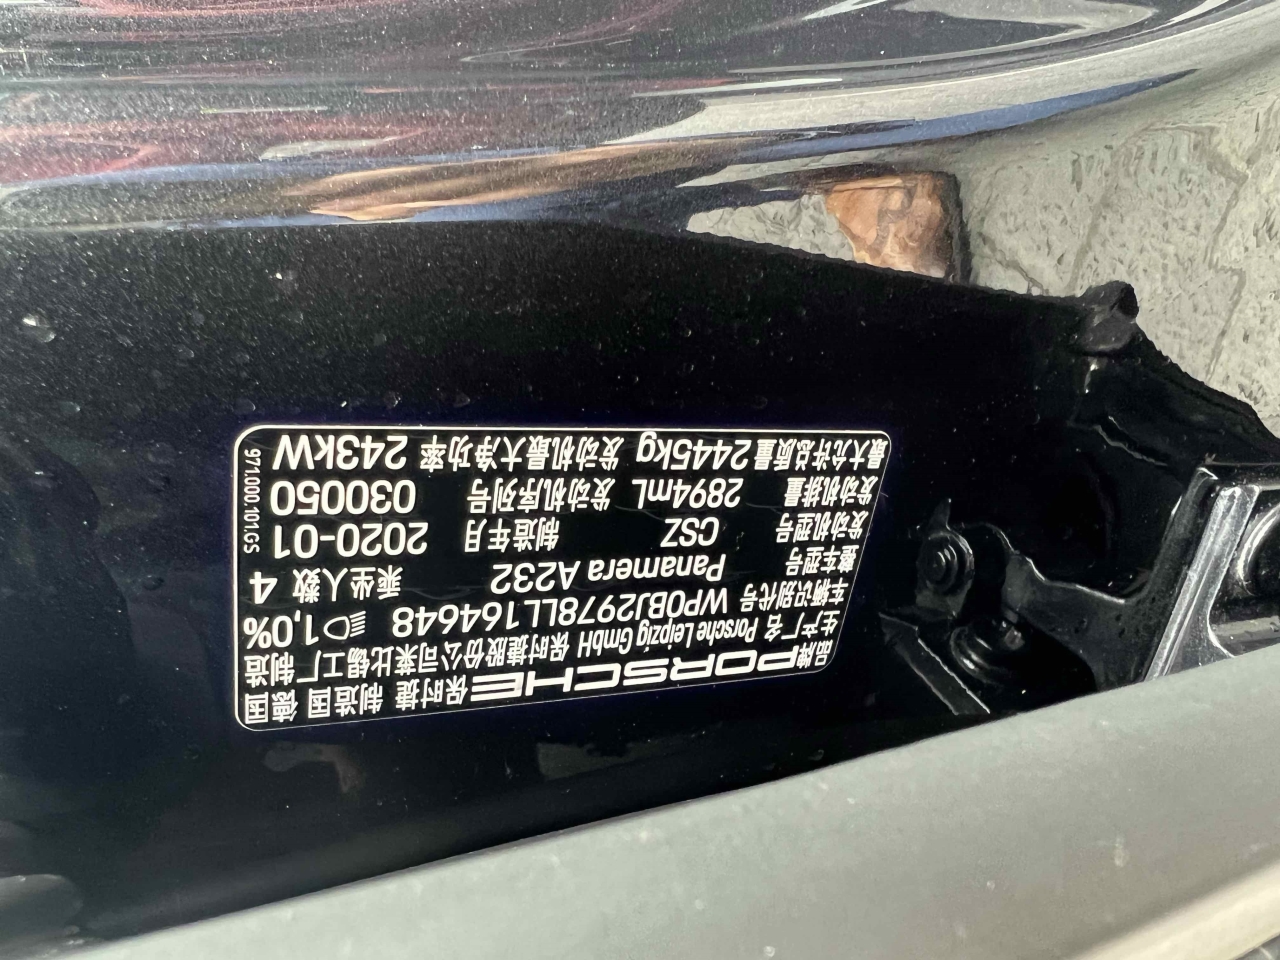 品牌 PORSCHE 保时捷 制造国 德国
生产厂名 Porsche Leipzig GmbH 保时捷股份公司莱比锡工厂制造
车辆识别代号 WP0BJ2978LL164648 1,0%
整车型号 Panamera A232 乘坐人数 4
发动机型号 CSZ 制造年月 2020-01
发动机排量 2894mL 发动机序列号 030050
最大允许总质量 2445kg 发动机最大净功率 243kW
971.000.101.GS